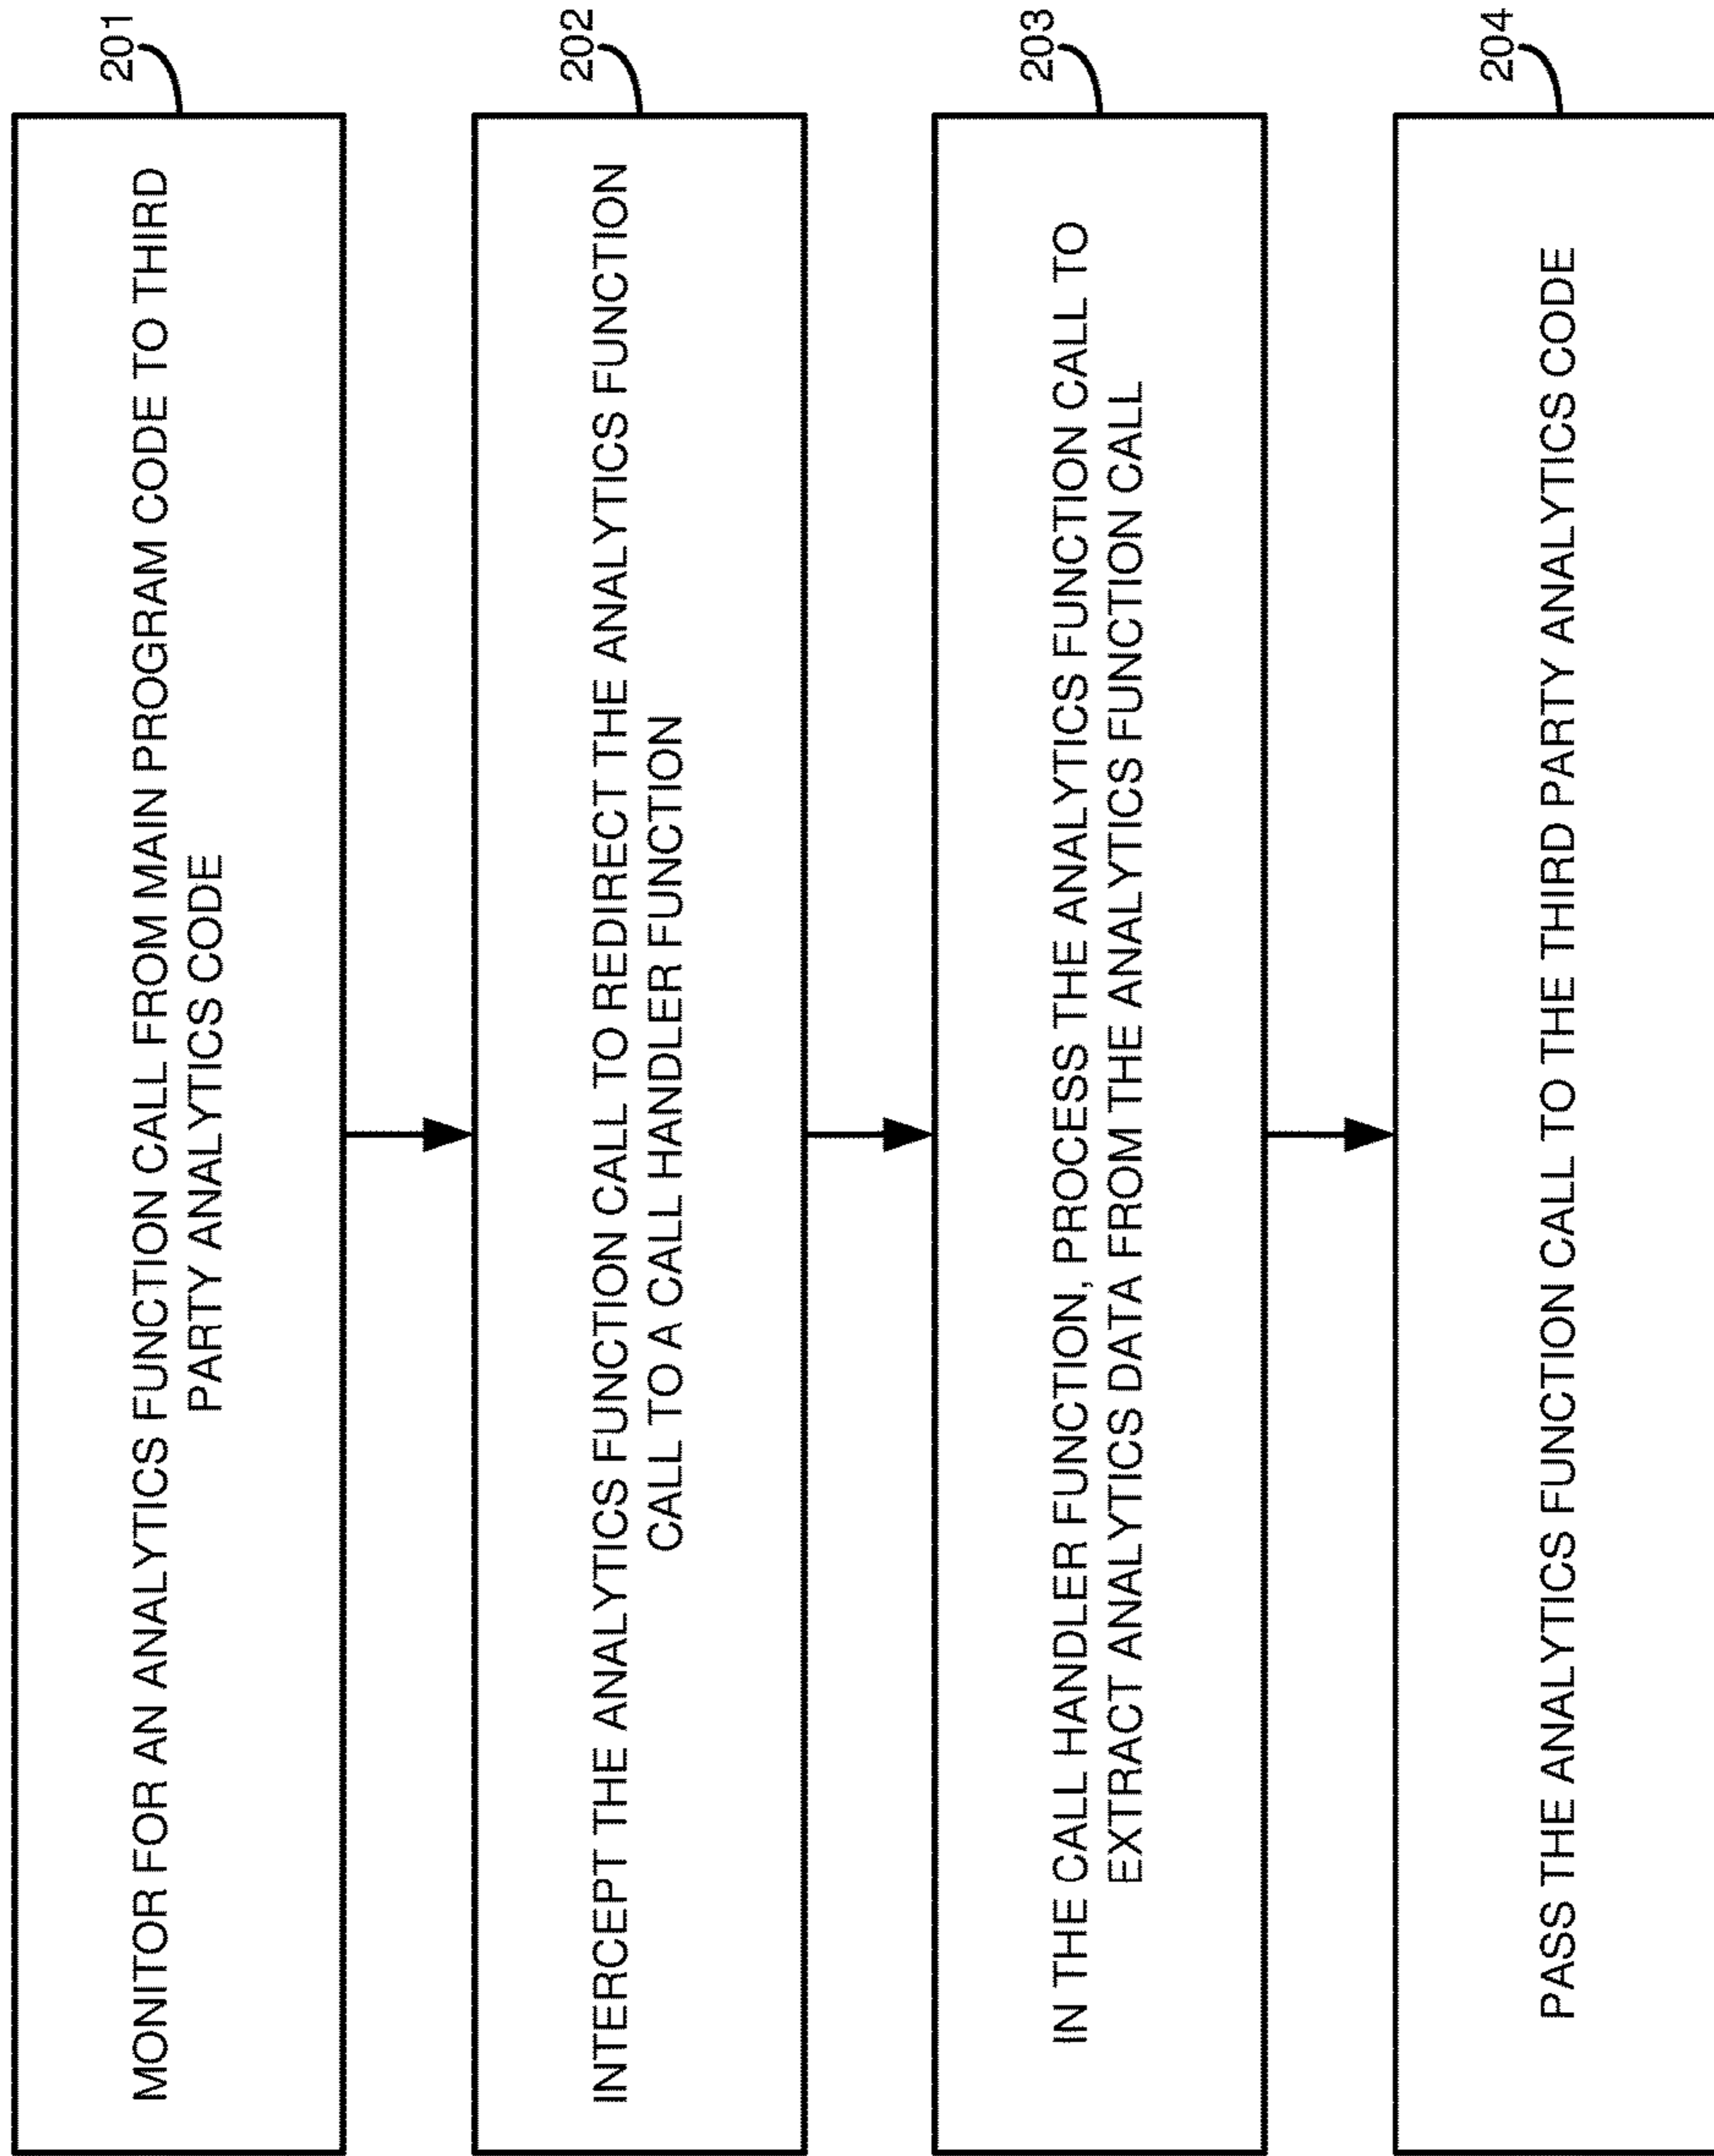 201
MONITOR FOR AN ANALYTICS FUNCTION CALL FROM MAIN PROGRAM CODE TO THIRD
PARTY ANALYTICS CODE
202
INTERCEPT THE ANALYTICS FUNCTION CALL TO REDIRECT THE ANALYTICS FUNCTION
CALL TO A CALL HANDLER FUNCTION
203
IN THE CALL HANDLER FUNCTION, PROCESS THE ANALYTICS FUNCTION CALL TO
EXTRACT ANALYTICS DATA FROM THE ANALYTICS FUNCTION CALL
204
PASS THE ANALYTICS FUNCTION CALL TO THE THIRD PARTY ANALYTICS CODE